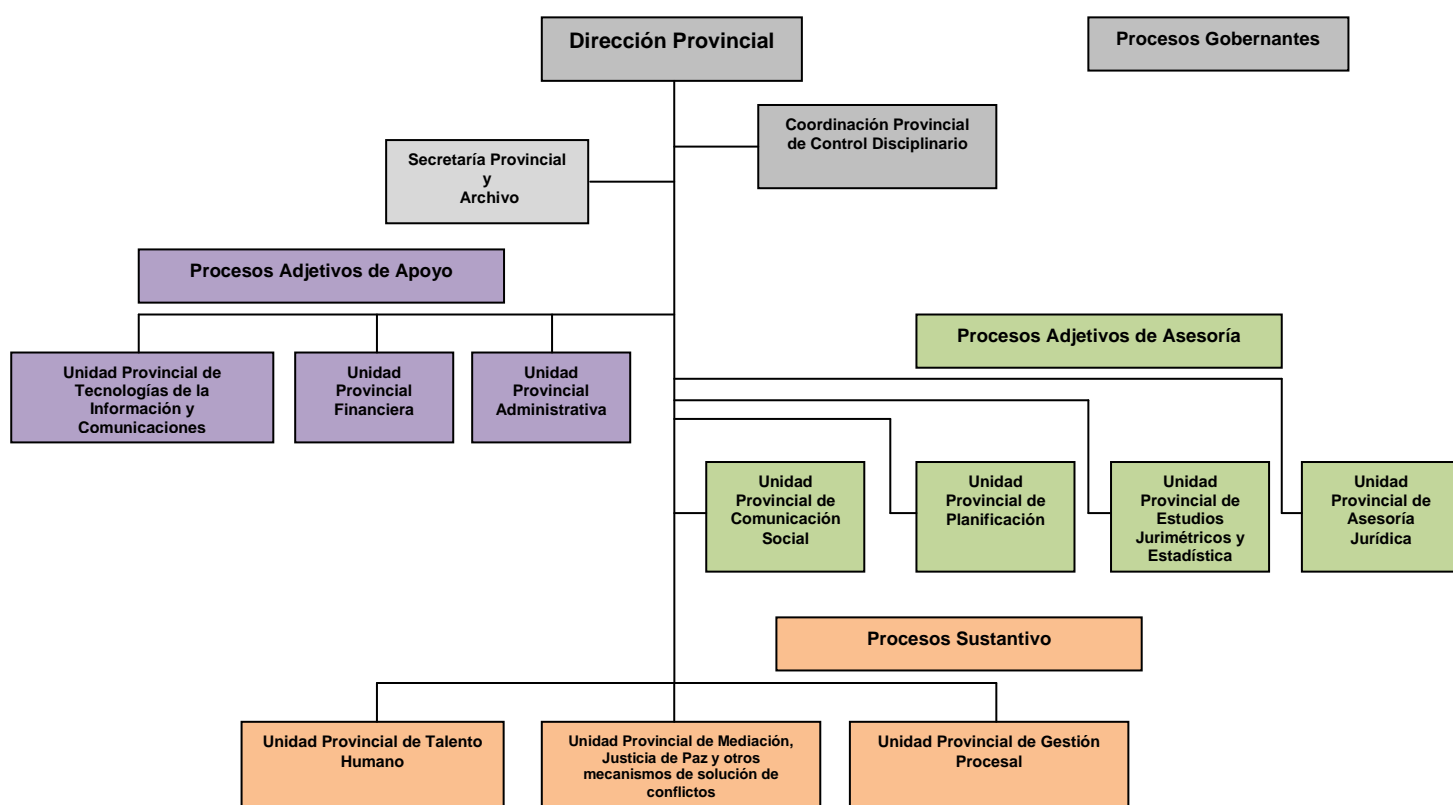 Dirección Provincial
Procesos Gobernantes
Coordinación Provincial
de Control Disciplinario
Secretaría Provincial
y
Archivo
Procesos Adjetivos de Apoyo
Procesos Adjetivos de Asesoría
Unidad Provincial de
Tecnologías de la
Información y
Comunicaciones
Unidad
Provincial
Financiera
Unidad
Provincial
Administrativa
Unidad
Provincial de
Comunicación
Social
Unidad
Provincial de
Planificación
Unidad
Provincial de
Estudios
Jurimétricos y
Estadística
Unidad
Provincial de
Asesoría
Jurídica
Procesos Sustantivo
Unidad Provincial de Talento
Humano
Unidad Provincial de Mediación,
Justicia de Paz y otros
mecanismos de solución de
conflictos
Unidad Provincial de Gestión
Procesal